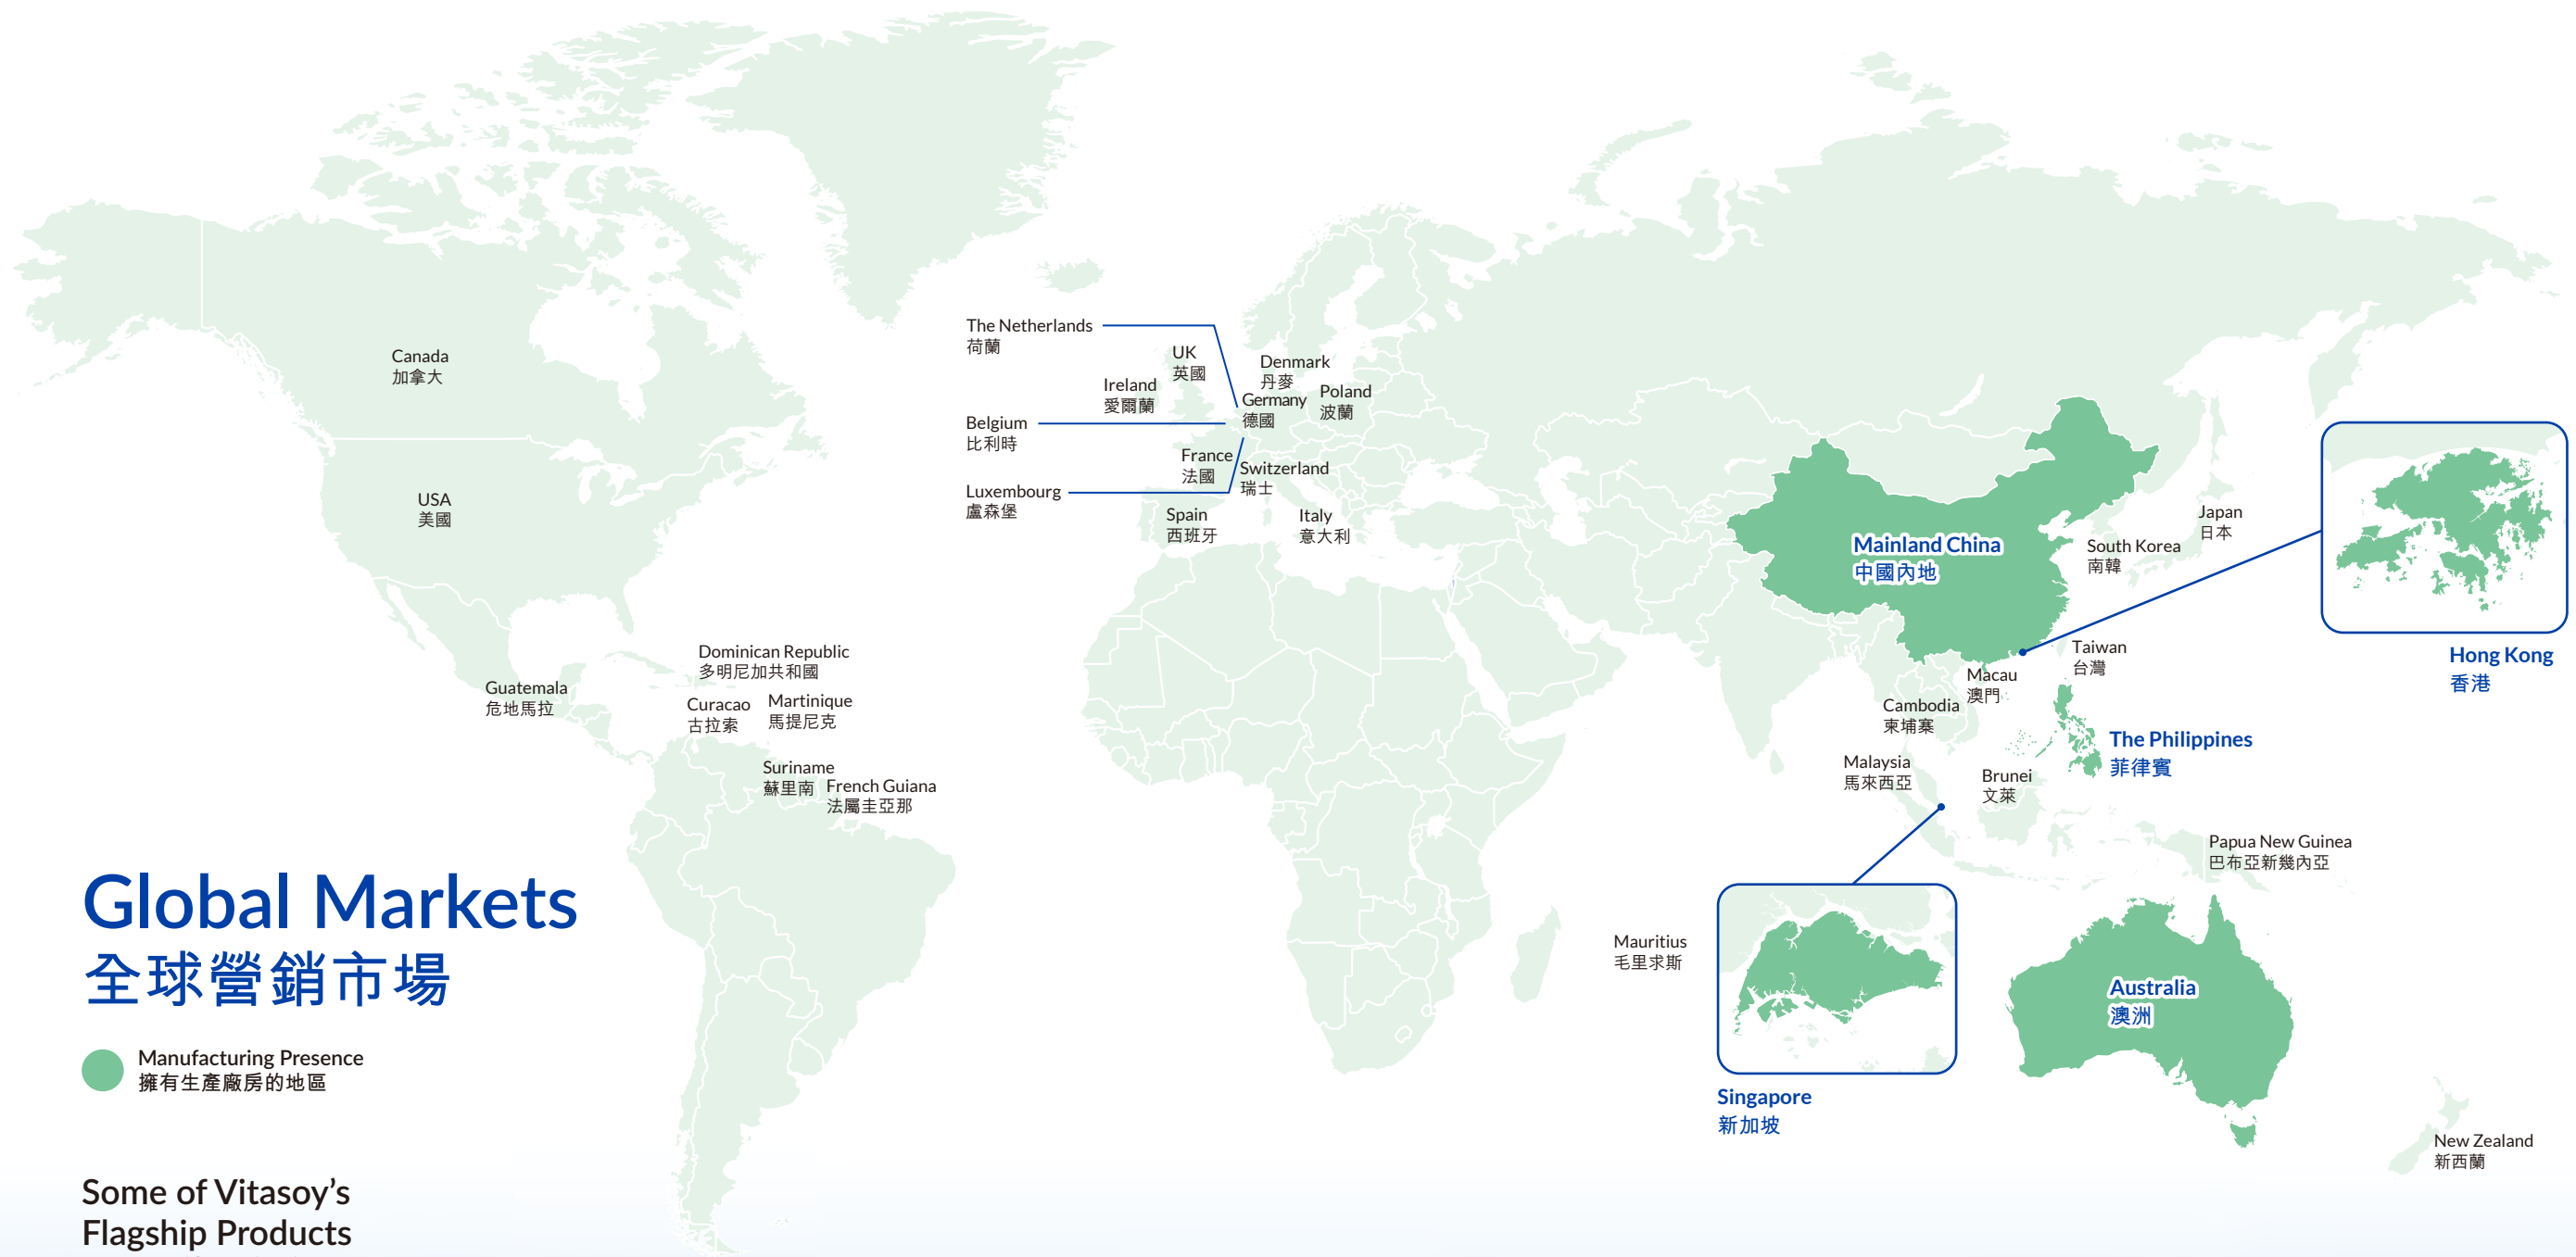 Canada
加拿大
USA
美國
Guatemala
危地馬拉
Dominican Republic
多明尼加共和國
Curacao
古拉索
Martinique
馬提尼克
Suriname
蘇里南
French Guiana
法屬圭亞那
The Netherlands
荷蘭
Belgium
比利時
Luxembourg
盧森堡
UK
英國
Ireland
愛爾蘭
Denmark
丹麥
Germany
德國
Poland
波蘭
France
法國
Switzerland
瑞士
Spain
西班牙
Italy
意大利
Mainland China
中國內地
South Korea
南韓
Japan
日本
Hong Kong
香港
Taiwan
台灣
Macau
澳門
Cambodia
柬埔寨
The Philippines
菲律賓
Malaysia
馬來西亞
Brunei
文萊
Papua New Guinea
巴布亞新幾內亞
Mauritius
毛里求斯
Singapore
新加坡
Australia
澳洲
New Zealand
新西蘭
Global Markets
全球營銷市場
Manufacturing Presence
擁有生產廠房的地區
Some of Vitasoy’s
Flagship Products